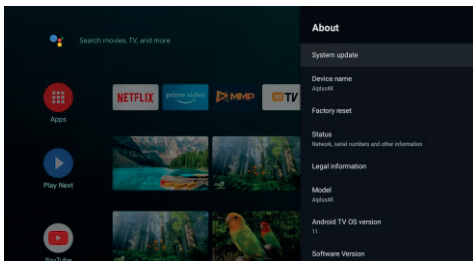 Search movies, TV, and more
Apps
NETFLIX
prime video
MMP
TV
Play Next
YouTube
About
System update
Device name
Aiplus4K
Factory reset
Status
Network, serial numbers and other information
Legal information
Model
Aiplus4K
Android TV OS version
11
Software Version